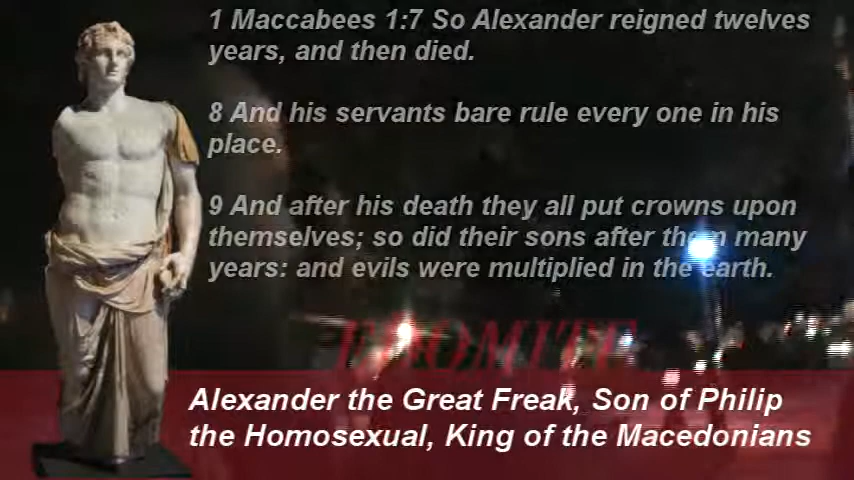 1 Maccabees 1:7 So Alexander reigned twelves
years, and then died.
8 And his servants bare rule every one in his
place.
9 And after his death they all put crowns upon
themselves; so did their sons after them many
years: and evils were multiplied in the earth.
EDOMITE
Alexander the Great Freak, Son of Philip
the Homosexual, King of the Macedonians